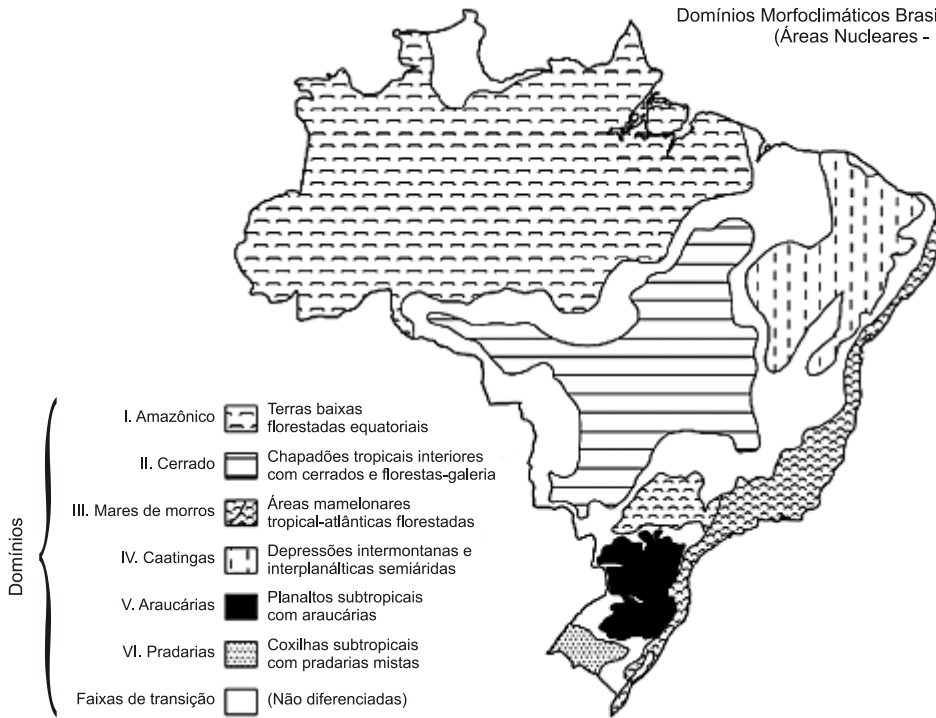 Domínios Morfoclimáticos Brasi
(Áreas Nucleares -
Domínios
I. Amazônico
Terras baixas
florestadas equatoriais
II. Cerrado
Chapadões tropicais interiores
com cerrados e florestas-galeria
III. Mares de morros
Áreas mamelonares
tropical-atlânticas florestadas
IV. Caatingas
Depressões intermontana e
interplanálticas semiáridas
V. Araucárias
Planaltos subtropicais
com araucárias
VI. Pradarias
Coxilhas subtropicais
com pradarias mistas
Faixas de transição
(Não diferenciadas)